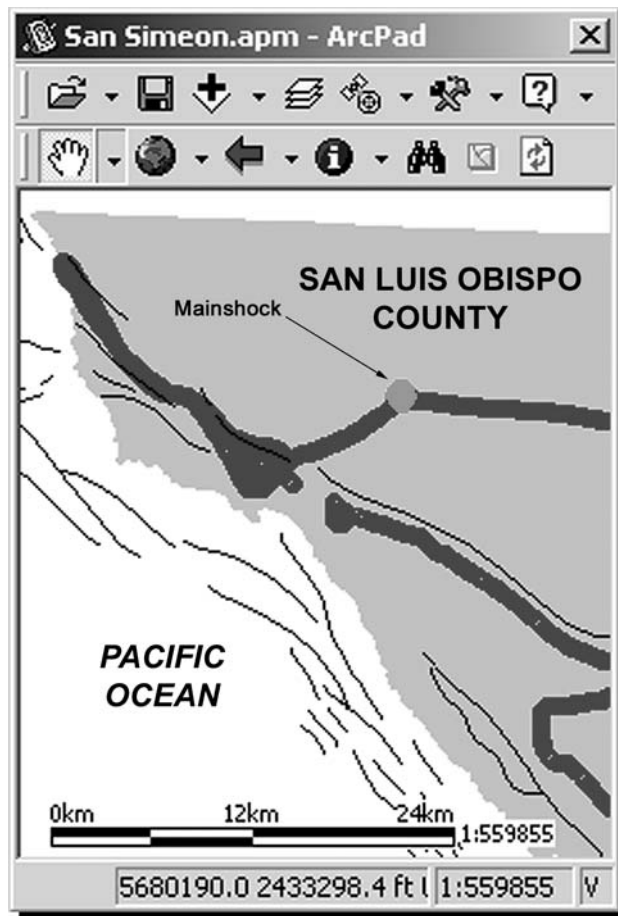 San Simeon.apm - ArcPad
SAN LUIS OBISPO
COUNTY
Mainshock
PACIFIC
OCEAN
0km 12km 24km
1:559855
5680190.0 2433298.4 ft 1:559855 V